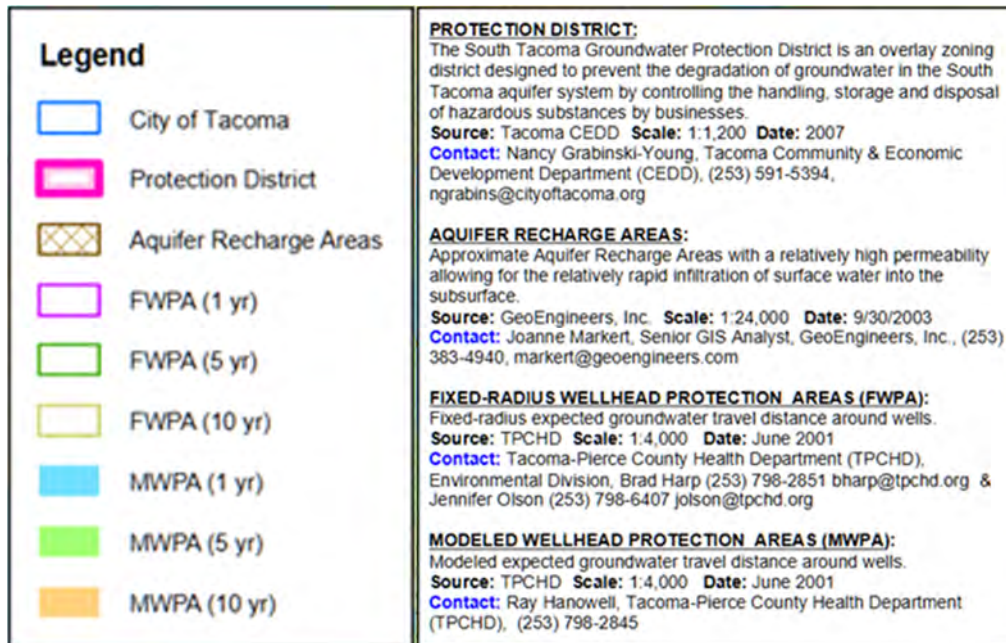 Legend
City of Tacoma
Protection District
Aquifer Recharge Areas
FWPA (1 yr)
FWPA (5 yr)
FWPA (10 yr)
MWPA (1 yr)
MWPA (5 yr)
MWPA (10 yr)
PROTECTION DISTRICT:
The South Tacoma Groundwater Protection District is an overlay zoning
district designed to prevent the degradation of groundwater in the South
Tacoma aquifer system by controlling the handling, storage and disposal
of hazardous substances by businesses.
Source: Tacoma CEDD Scale: 1:1,200 Date: 2007
Contact: Nancy Grabinski-Young, Tacoma Community & Economic
Development Department (CEDD), (253) 591-5394,
ngrabins@cityoftacoma.org
AQUIFER RECHARGE AREAS:
Approximate Aquifer Recharge Areas with a relatively high permeability
allowing for the relatively rapid infiltration of surface water into the
subsurface.
Source: GeoEngineers, Inc. Scale: 1:24,000 Date: 9/30/2003
Contact: Joanne Markert, Senior GIS Analyst, GeoEngineers, Inc., (253)
383-4940, markert@geoengineers.com
FIXED-RADIUS WELLHEAD PROTECTION AREAS (FWPA):
Fixed-radius expected groundwater travel distance around wells.
Source: TPCHD Scale: 1:4,000 Date: June 2001
Contact: Tacoma-Pierce County Health Department (TPCHD),
Environmental Division, Brad Harp (253) 798-2851 bharp@tpchd.org &
Jennifer Olson (253) 798-6407 jolson@tpchd.org
MODELED WELLHEAD PROTECTION AREAS (MWPA):
Modeled expected groundwater travel distance around wells.
Source: TPCHD Scale: 1:4,000 Date: June 2001
Contact: Ray Hanowell, Tacoma-Pierce County Health Department
(TPCHD), (253) 798-2845